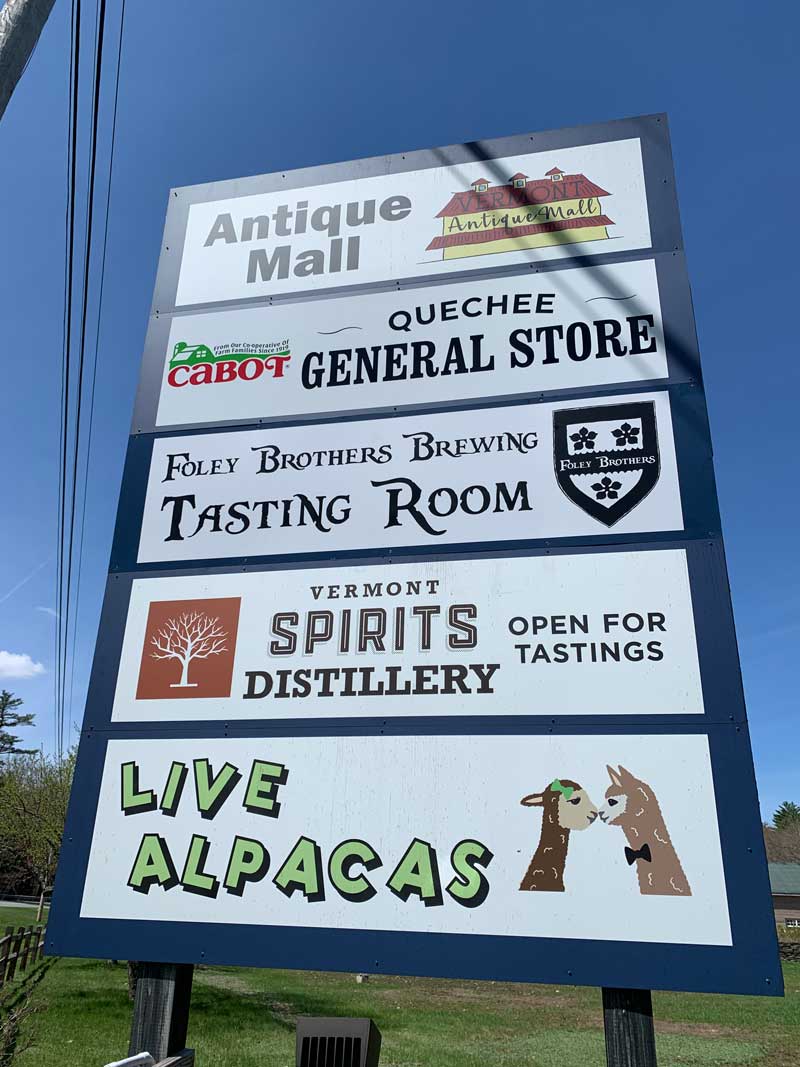 Antique
Mall
VERMONT
Antique Mall
From Our Co-operative of
Farm Families Since 1919
CABOT
QUECHEE
GENERAL STORE
FOLEY BROTHERS BREWING
TASTING ROOM
FOLEY BROTHERS
VERMONT
SPIRITS
DISTILLERY
OPEN FOR
TASTINGS
LIVE
ALPACAS